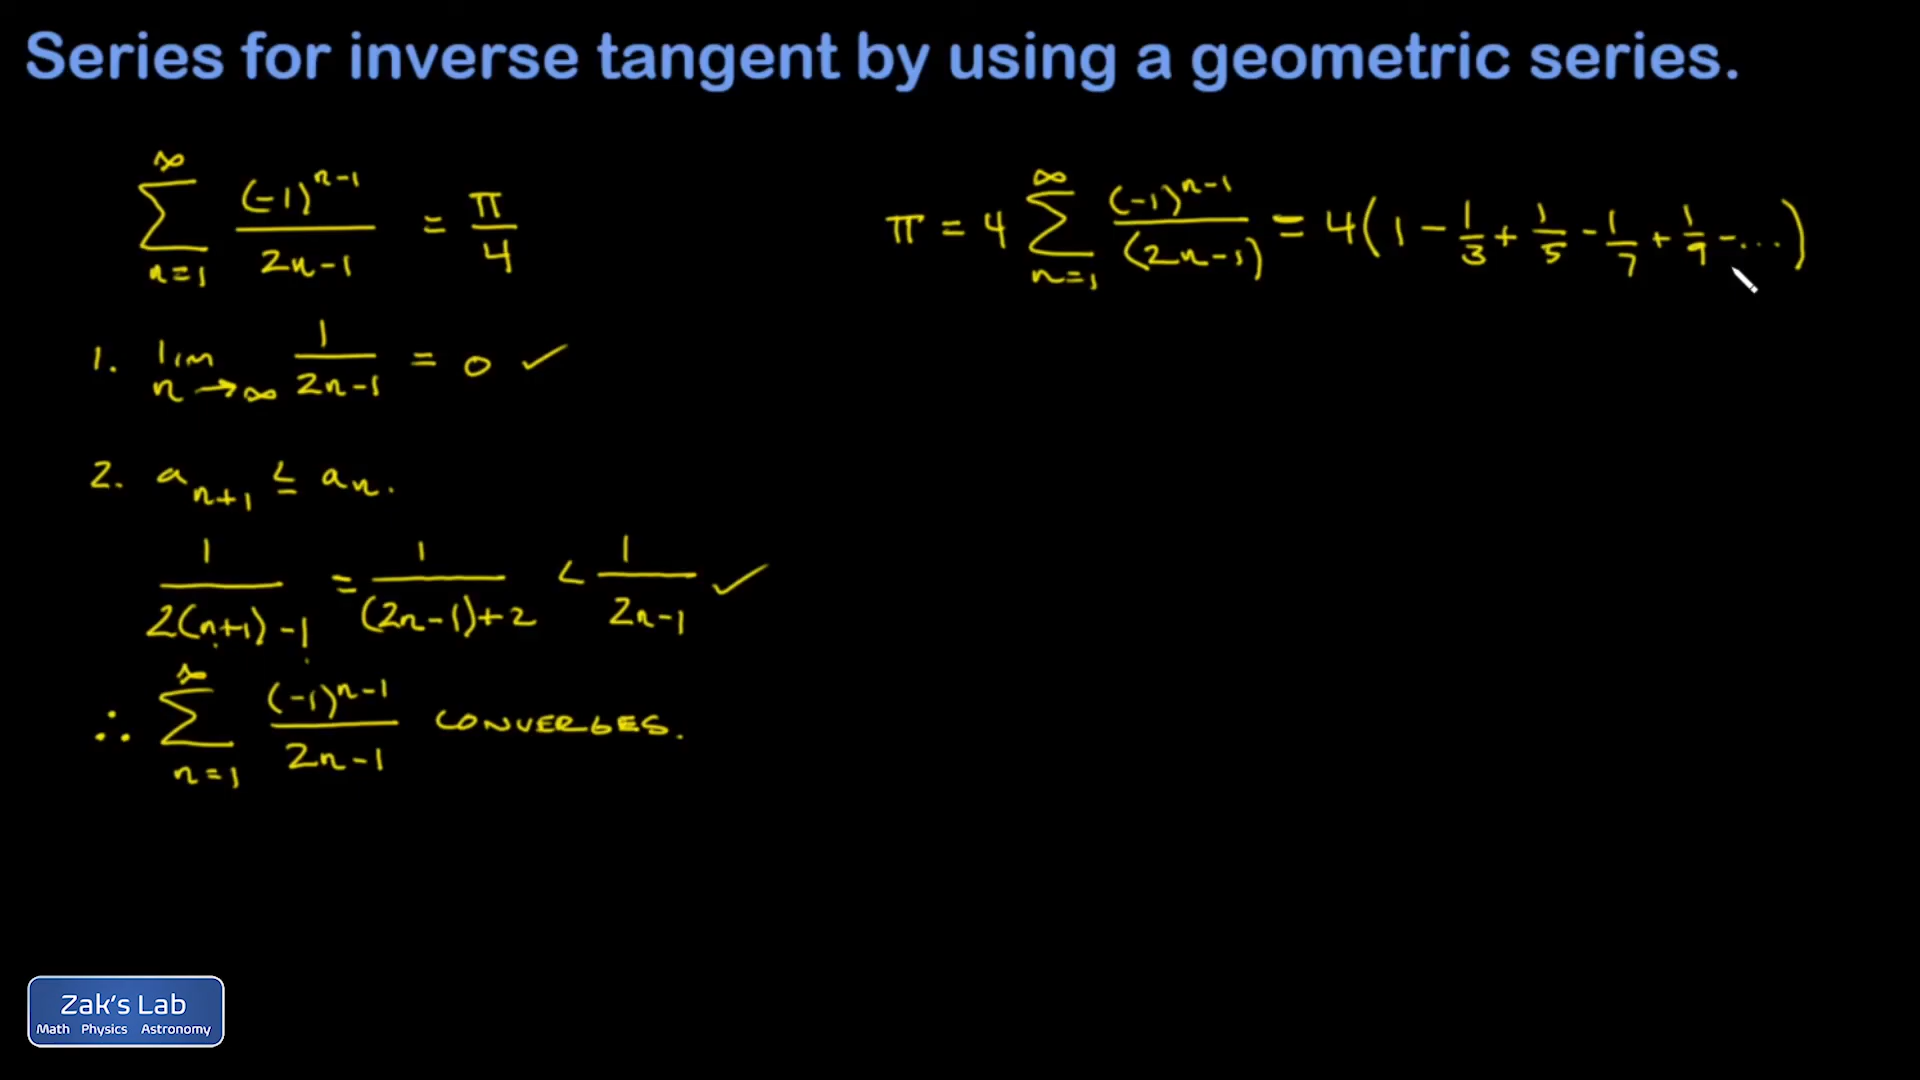 Series for inverse tangent by using a geometric series.
∞
∑ (-1)^(n-1) / (2n-1) = π/4
n=1
π = 4 ∑_(n=1)^∞ (-1)^(n-1) / (2n-1) = 4(1 - 1/3 + 1/5 - 1/7 + 1/9 - ...)
1. lim_(n→∞) 1/(2n-1) = 0 ✓
2. a_(n+1) ≤ a_n.
1/(2(n+1)-1) = 1/((2n-1)+2) < 1/(2n-1) ✓
∴ ∑_(n=1)^∞ (-1)^(n-1) / (2n-1) CONVERGES.
Zak's Lab
Math Physics Astronomy